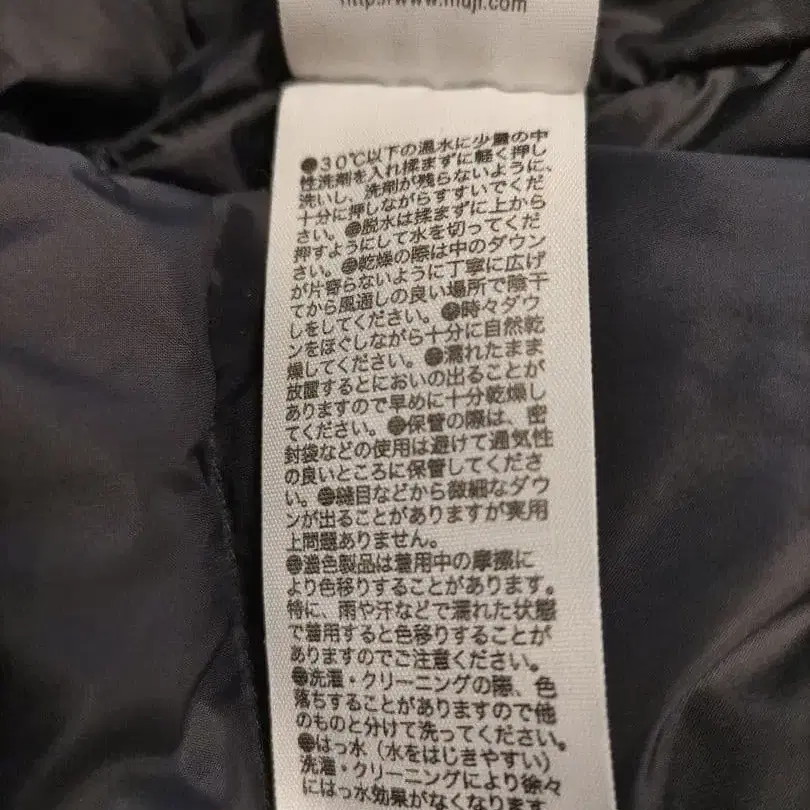 http://www.muji.com
●30℃以下の温水に少量の中
性洗剤を入れ揉まずに軽く押し
洗いし、洗剤が残らないように、
十分に押しながらすすいでくだ
さい。●脱水は揉まずに上から
押すようにして水を切ってくだ
さい。●乾燥の際は中のダウン
が片寄らないように丁寧に広げ
てから風通しの良い場所で陰干
しをしてください。●時々ダウ
ンをほぐしながら十分に自然乾
燥してください。●濡れたまま
放置するとにおいの出ることが
ありますので早めに十分乾燥し
てください。●保管の際は、密
封袋などの使用は避けて通気性
の良いところに保管してくださ
い。●縫目などから微細なダウ
ンが出ることがありますが実用
上問題ありません。
●濃色製品は着用中の摩擦に
より色移りすることがあります。
特に、雨や汗などで濡れた状態
で着用すると色移りすることが
ありますのでご注意ください。
●洗濯・クリーニングの際、色
落ちすることがありますので他
のものと分けて洗ってください。
●はっ水（水をはじきやすい）
洗濯・クリーニングにより徐々
にはっ水効果がなくなります